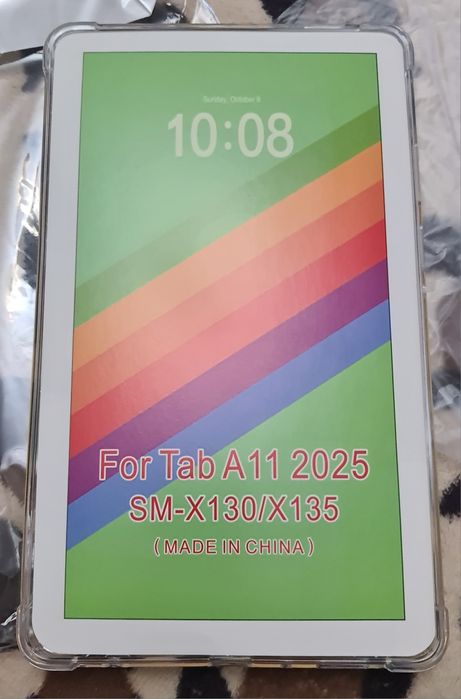 Sunday, October 9
10:08
For Tab A11 2025
SM-X130/X135
(MADE IN CHINA)